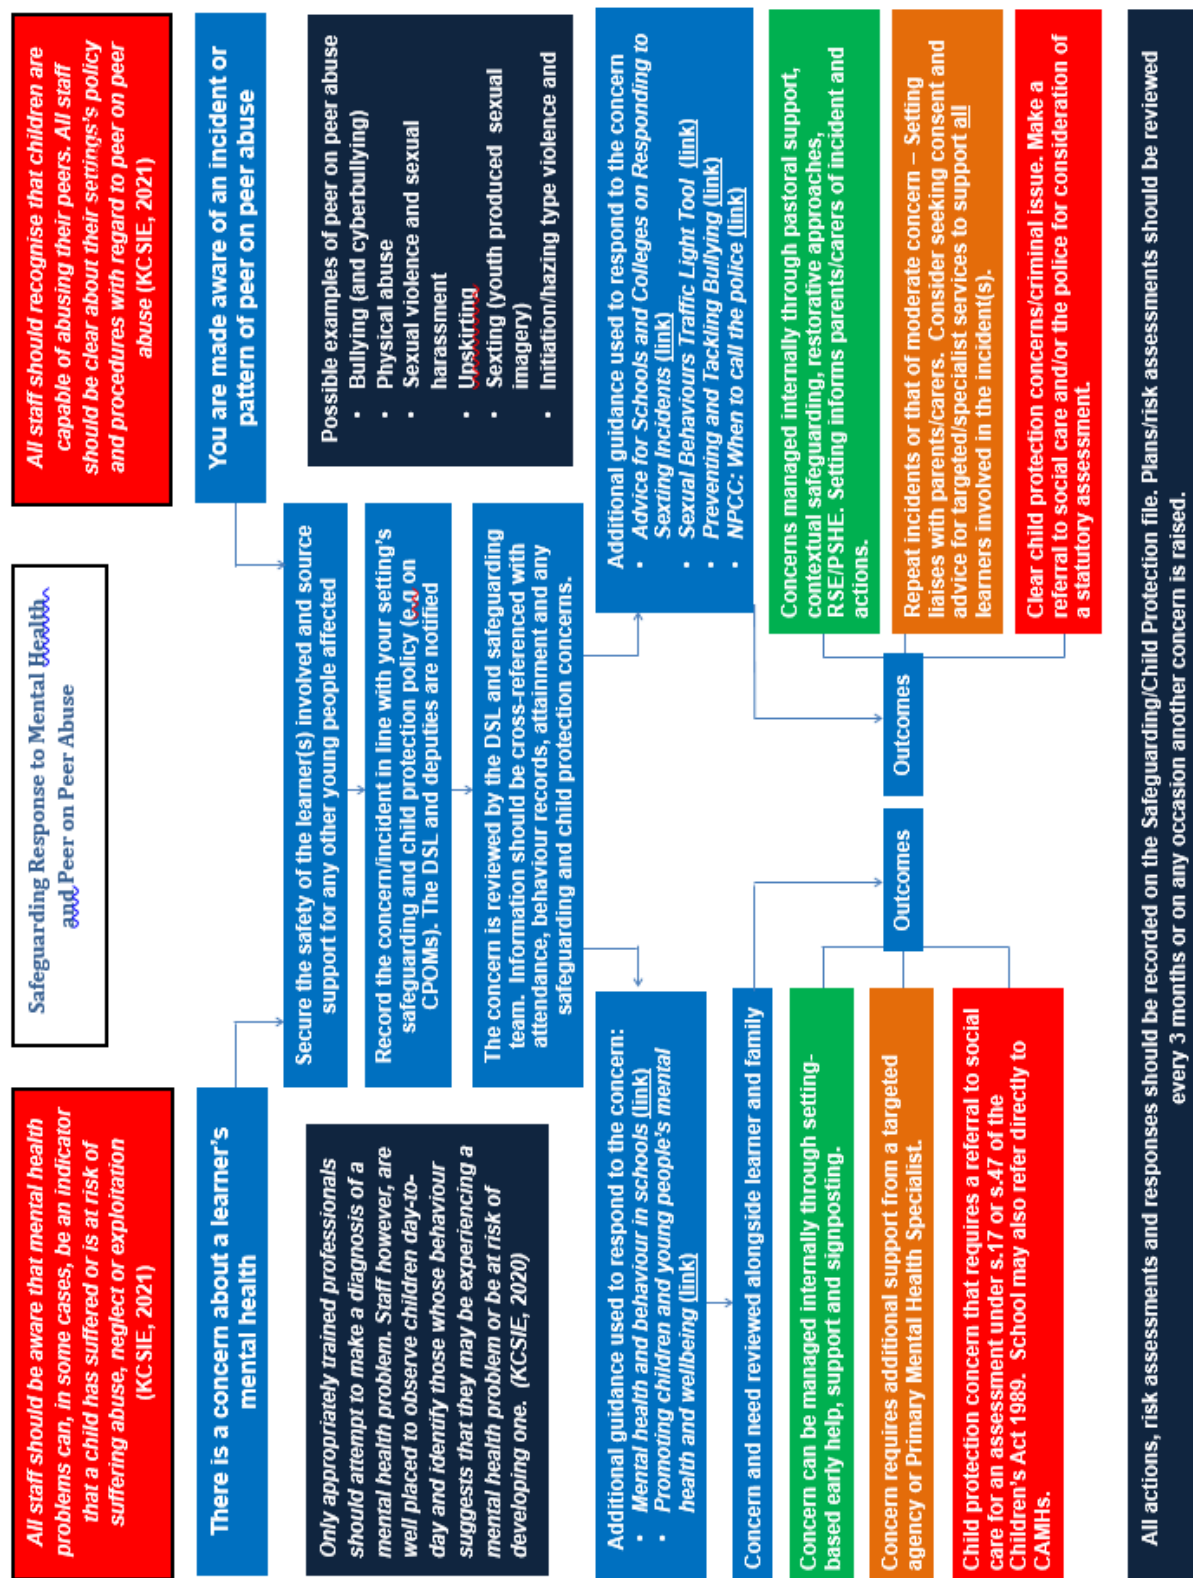 All staff should be aware that mental health
problems can, in some cases, be an indicator
that a child has suffered or is at risk of
suffering abuse, neglect or exploitation
(KCSIE, 2021)
Safeguarding Response to Mental Health
and Peer on Peer Abuse
All staff should recognise that children are
capable of abusing their peers. All staff
should be clear about their settings's policy
and procedures with regard to peer on peer
abuse (KCSIE, 2021)
There is a concern about a learner's
mental health
You are made aware of an incident or
pattern of peer on peer abuse
Secure the safety of the learner(s) involved and source
support for any other young people affected
Record the concern/incident in line with your setting's
safeguarding and child protection policy (e.g on
CPOMs). The DSL and deputies are notified
The concern is reviewed by the DSL and safeguarding
team. Information should be cross-referenced with
attendance, behaviour records, attainment and any
safeguarding and child protection concerns.
Only appropriately trained professionals
should attempt to make a diagnosis of a
mental health problem. Staff however, are
well placed to observe children day-to-
day and identify those whose behaviour
suggests that they may be experiencing a
mental health problem or be at risk of
developing one. (KCSIE, 2020)
Possible examples of peer on peer abuse
• Bullying (and cyberbullying)
• Physical abuse
• Sexual violence and sexual
harassment
• Upskirting
• Sexting (youth produced sexual
imagery)
• Initiation/hazing type violence and
Additional guidance used to respond to the concern:
• Mental health and behaviour in schools (link)
• Promoting children and young people's mental
health and wellbeing (link)
Concern and need reviewed alongside learner and family
Outcomes
Concern can be managed internally through setting-
based early help, support and signposting.
Concern requires additional support from a targeted
agency or Primary Mental Health Specialist.
Child protection concern that requires a referral to social
care for an assessment under s.17 or s.47 of the
Children's Act 1989. School may also refer directly to
CAMHs.
Additional guidance used to respond to the concern
• Advice for Schools and Colleges on Responding to
Sexting Incidents (link)
• Sexual Behaviours Traffic Light Tool (link)
• Preventing and Tackling Bullying (link)
• NPCC: When to call the police (link)
Outcomes
Concerns managed internally through pastoral support,
contextual safeguarding, restorative approaches,
RSE/PSHE. Setting informs parents/carers of incident and
actions.
Repeat incidents or that of moderate concern – Setting
liaises with parents/carers. Consider seeking consent and
advice for targeted/specialist services to support all
learners involved in the incident(s).
Clear child protection concerns/criminal issue. Make a
referral to social care and/or the police for consideration of
a statutory assessment.
All actions, risk assessments and responses should be recorded on the Safeguarding/Child Protection file. Plans/risk assessments should be reviewed
every 3 months or on any occasion another concern is raised.